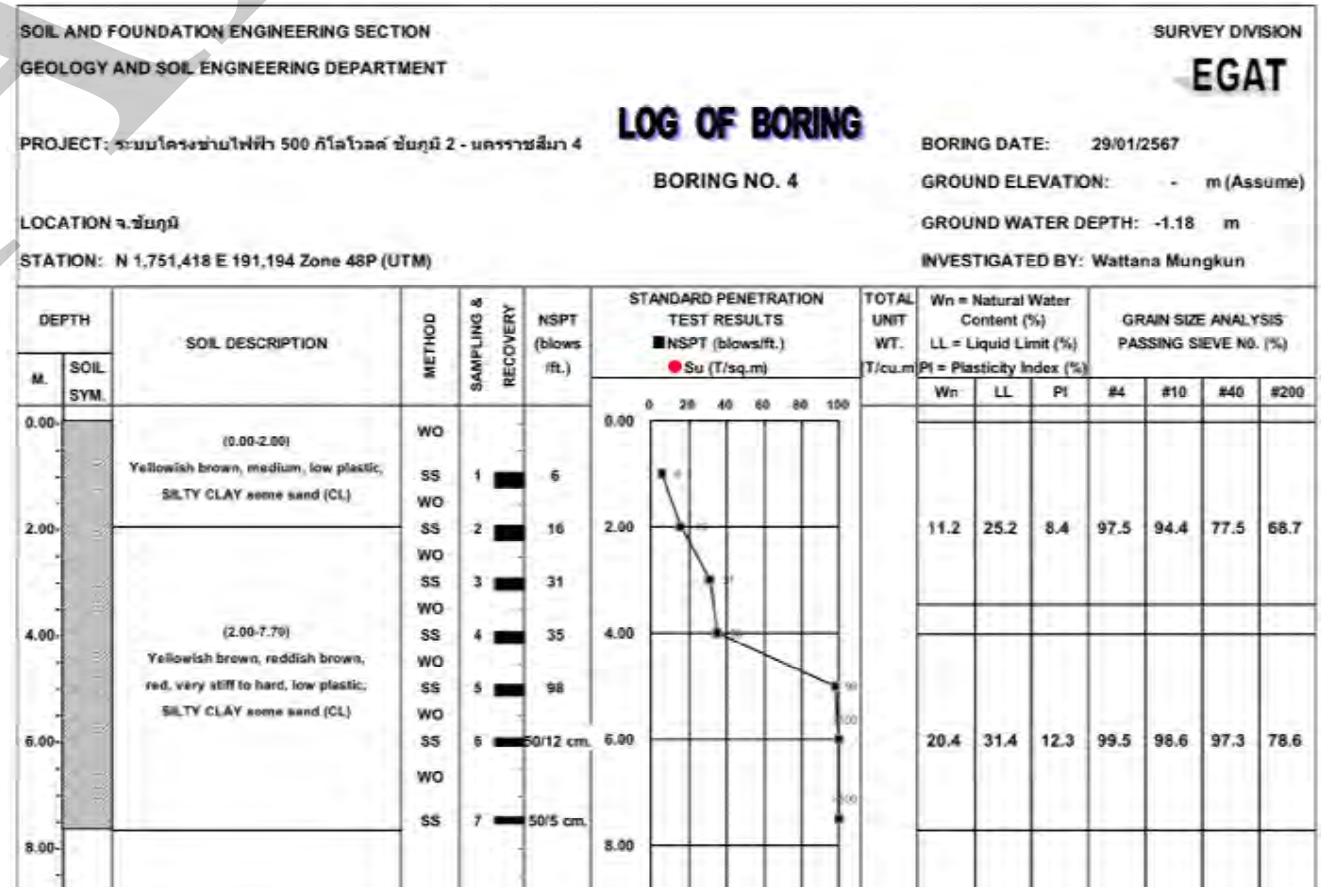 SOIL AND FOUNDATION ENGINEERING SECTION
SURVEY DIVISION
GEOLOGY AND SOIL ENGINEERING DEPARTMENT
EGAT
LOG OF BORING
PROJECT: ระบบโครงข่ายไฟฟ้า 500 กิโลโวลต์ ชัยภูมิ 2 - นครราชสีมา 4
BORING DATE: 29/01/2567
BORING NO. 4
GROUND ELEVATION: - m (Assume)
LOCATION จ.ชัยภูมิ
GROUND WATER DEPTH: -1.18 m
STATION: N 1,751,418 E 191,194 Zone 48P (UTM)
INVESTIGATED BY: Wattana Mungkun
DEPTH
M.
SOIL
SYM.
SOIL DESCRIPTION
METHOD
SAMPLING &
RECOVERY
NSPT
(blows
/ft.)
STANDARD PENETRATION
TEST RESULTS
NSPT (blows/ft.)
Su (T/sq.m)
TOTAL
UNIT
WT.
(T/cu.m
Wn = Natural Water
Content (%)
LL = Liquid Limit (%)
PI = Plasticity Index (%)
GRAIN SIZE ANALYSIS
PASSING SIEVE N0. (%)
Wn LL PI #4 #10 #40 #200
0 20 40 60 80 100
0.00
0.00
(0.00-2.00)
Yellowish brown, medium, low plastic,
SILTY CLAY some sand (CL)
WO
SS 1 6
WO
2.00
SS 2 16
2.00
11.2 25.2 8.4 97.5 94.4 77.5 68.7
WO
SS 3 31
31
WO
4.00
(2.00-7.70)
Yellowish brown, reddish brown,
red, very stiff to hard, low plastic,
SILTY CLAY some sand (CL)
SS 4 35
4.00
WO
SS 5 98
98
WO
6.00
SS 6 50/12 cm.
6.00
20.4 31.4 12.3 99.5 98.6 97.3 78.6
WO
SS 7 50/5 cm.
8.00
8.00